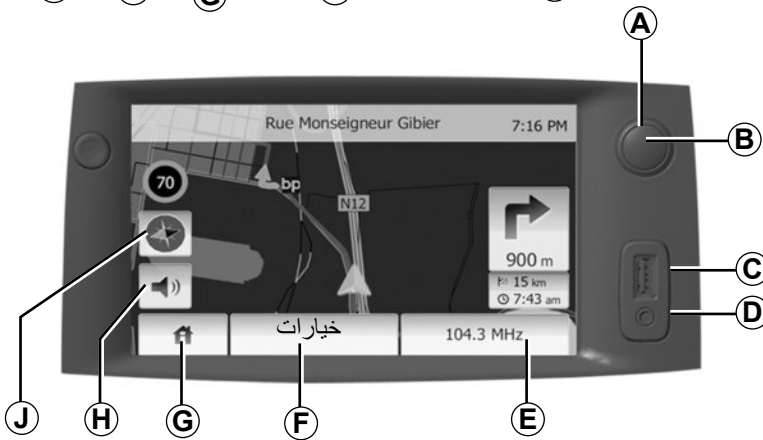 A
Rue Monseigneur Gibier 7:16 PM
B
70
bp
N12
900 m
C
15 km
7:43 am
D
خيارات
104.3 MHz
J
H
G
F
E